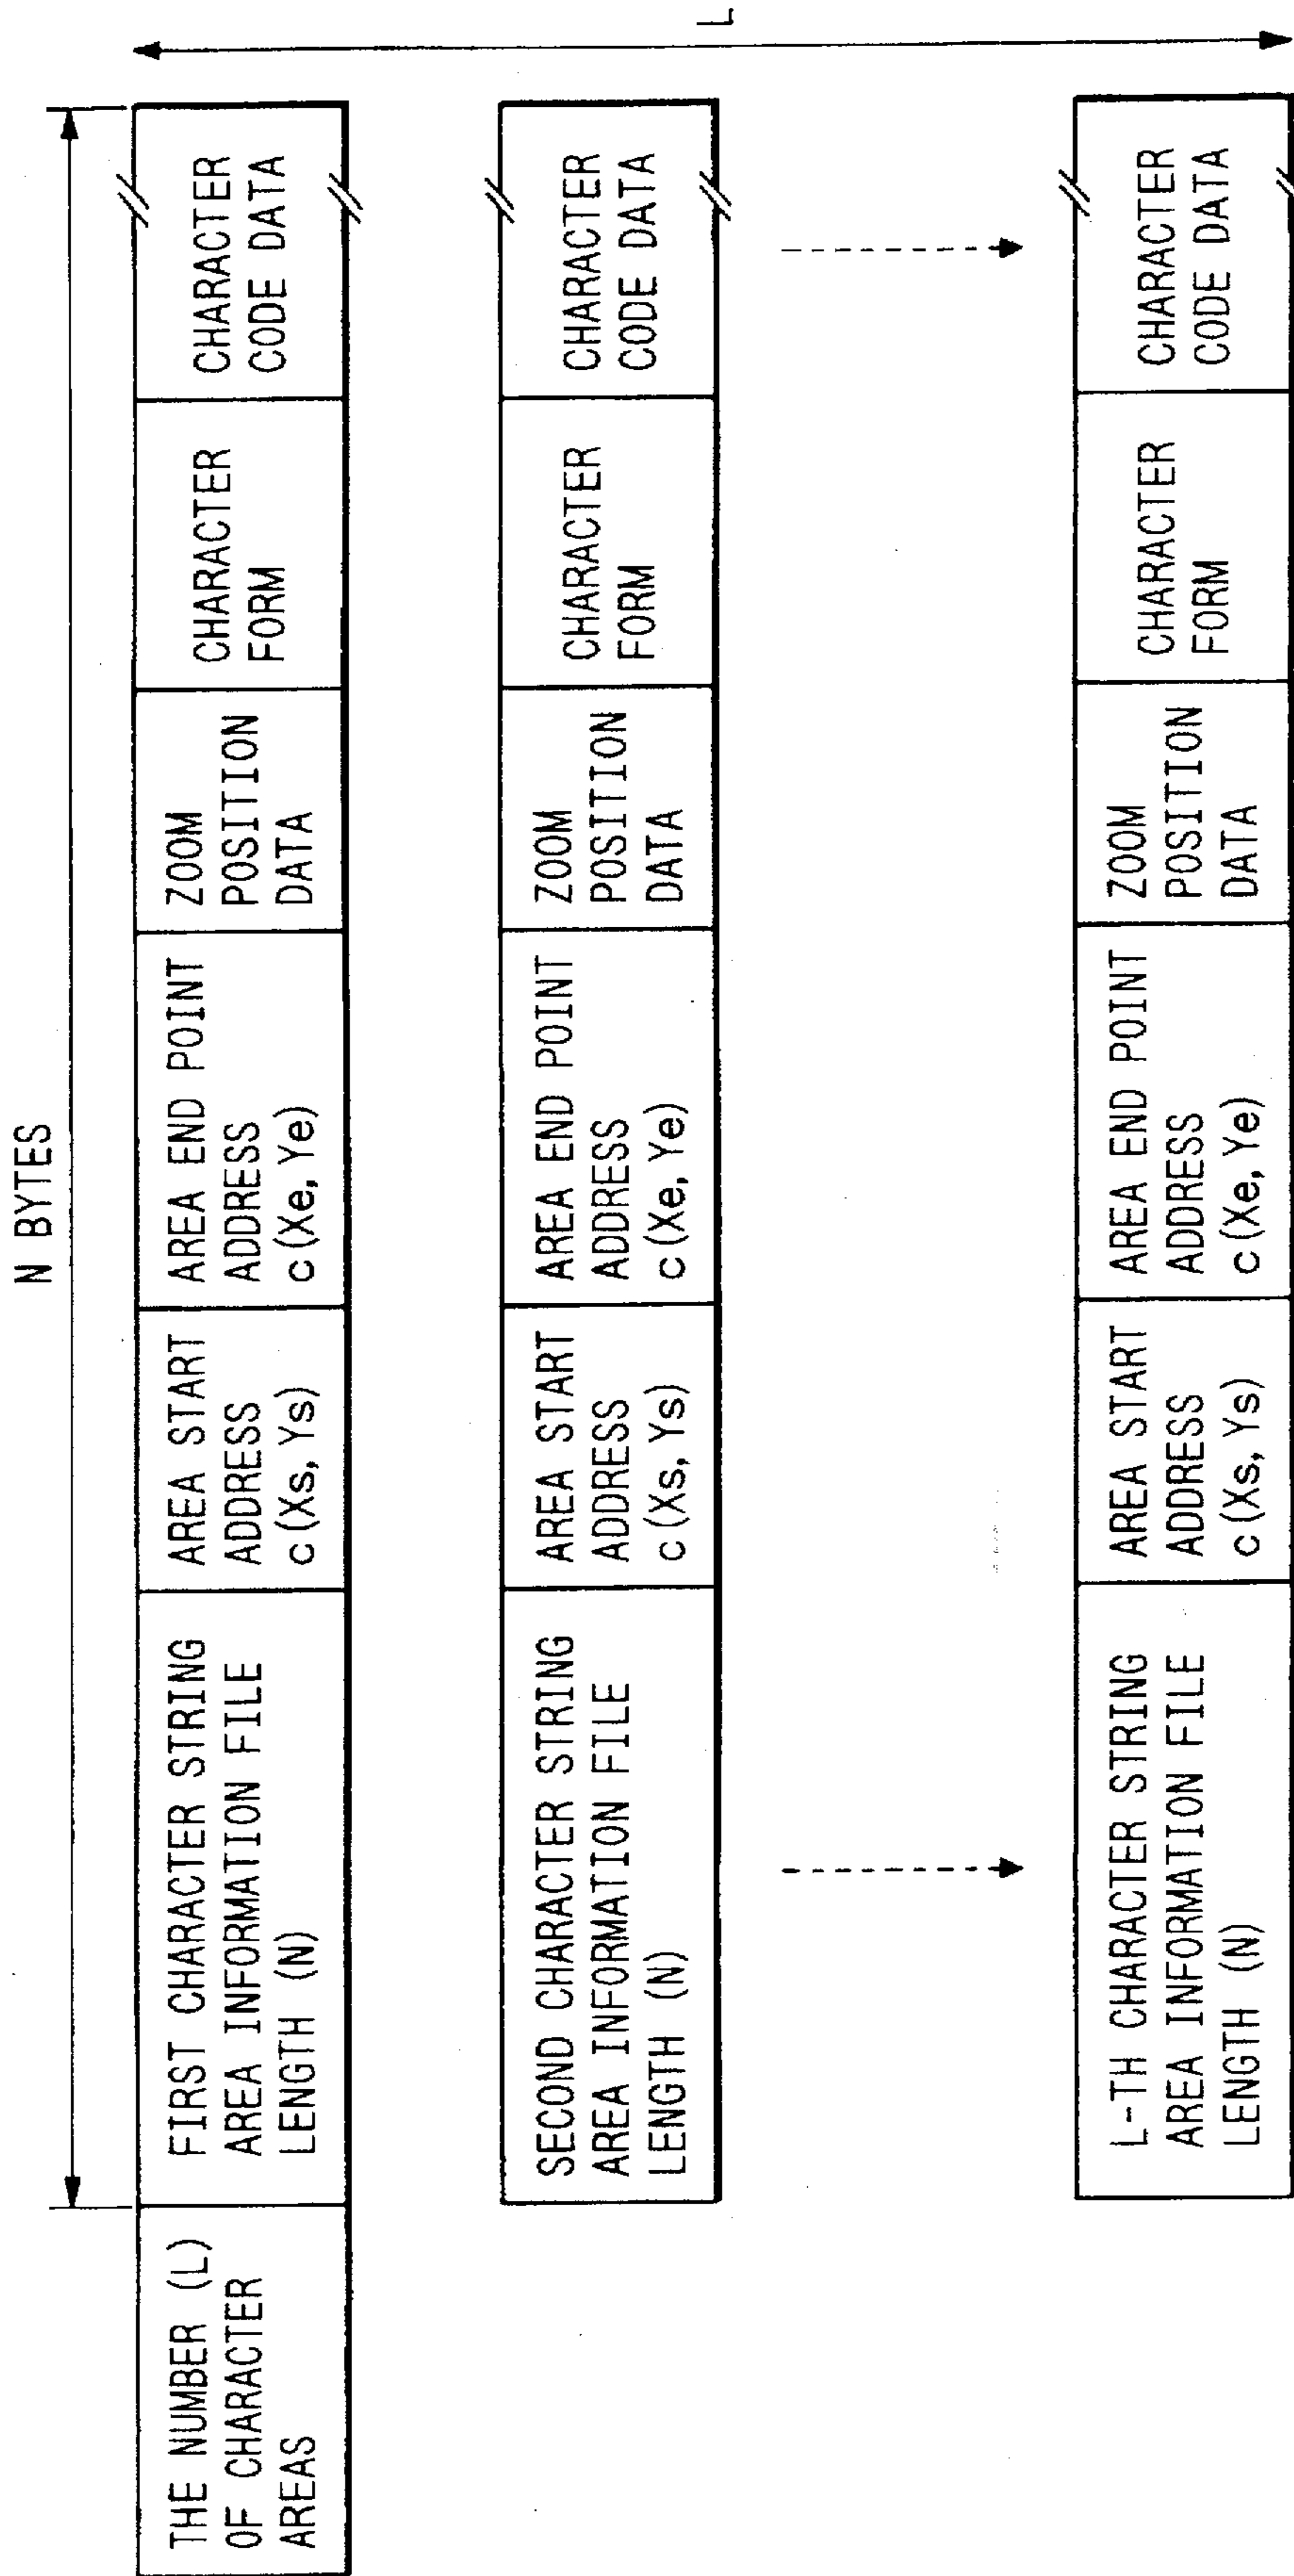 N BYTES
L
THE NUMBER (L)
OF CHARACTER
AREAS
FIRST CHARACTER STRING
AREA INFORMATION FILE
LENGTH (N)
AREA START
ADDRESS
c(Xs, Ys)
AREA END POINT
ADDRESS
c(Xe, Ye)
ZOOM
POSITION
DATA
CHARACTER
FORM
CHARACTER
CODE DATA
SECOND CHARACTER STRING
AREA INFORMATION FILE
LENGTH (N)
AREA START
ADDRESS
c(Xs, Ys)
AREA END POINT
ADDRESS
c(Xe, Ye)
ZOOM
POSITION
DATA
CHARACTER
FORM
CHARACTER
CODE DATA
L-TH CHARACTER STRING
AREA INFORMATION FILE
LENGTH (N)
AREA START
ADDRESS
c(Xs, Ys)
AREA END POINT
ADDRESS
c(Xe, Ye)
ZOOM
POSITION
DATA
CHARACTER
FORM
CHARACTER
CODE DATA